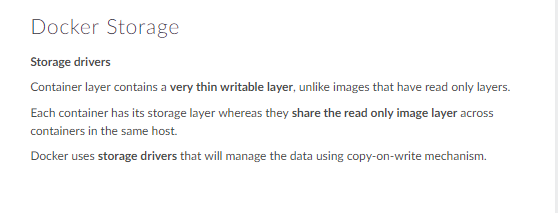 Docker Storage
Storage drivers
Container layer contains a very thin writable layer, unlike images that have read only layers.
Each container has its storage layer whereas they share the read only image layer across
containers in the same host.
Docker uses storage drivers that will manage the data using copy-on-write mechanism.